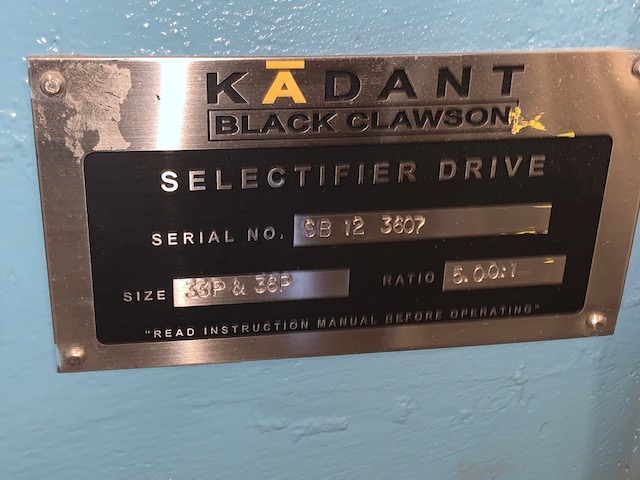 KADANT
BLACK CLAWSON
SELECTIFIER DRIVE
SERIAL NO. SB 12 3607
SIZE 33P & 36P RATIO 5.00:1
"READ INSTRUCTION MANUAL BEFORE OPERATING"